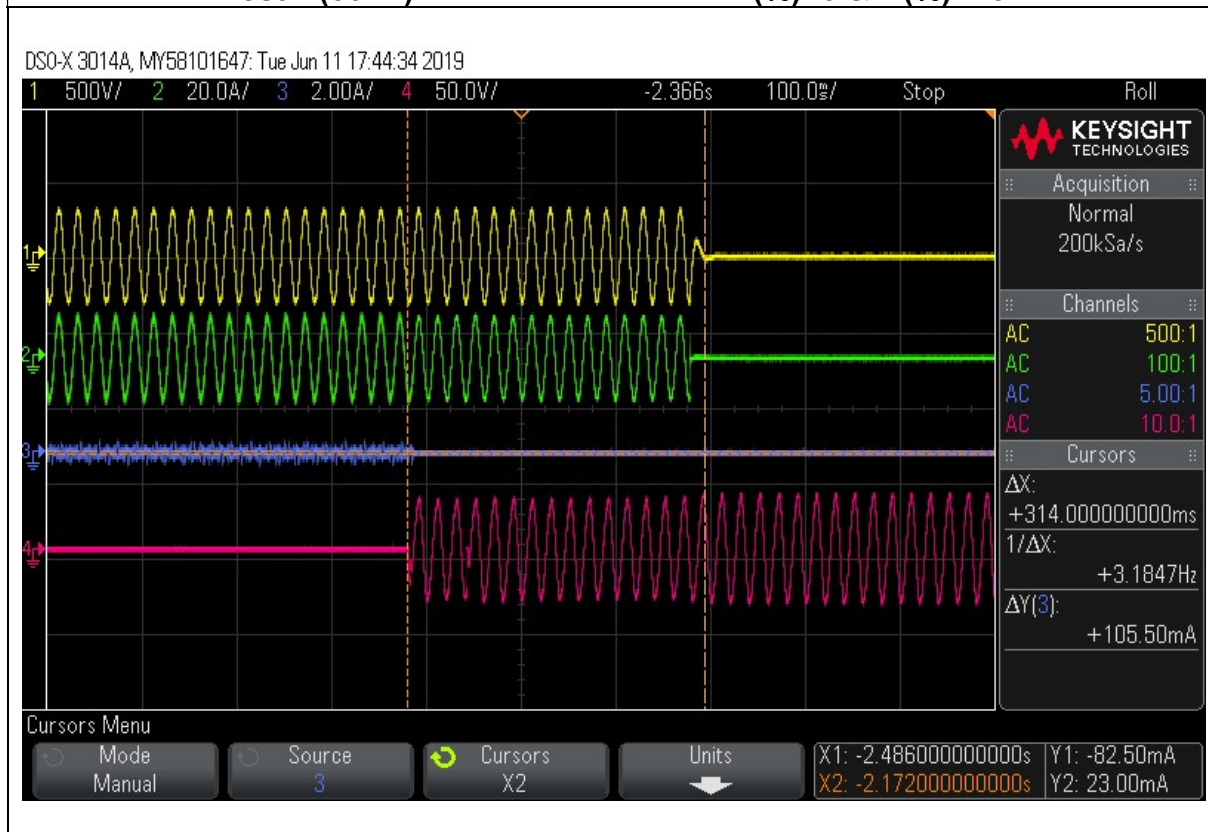 DSO-X 3014A, MY58101647: Tue Jun 11 17:44:34 2019
1 500V/ 2 20.0A/ 3 2.00A/ 4 50.0V/ -2.366s 100.0ms/ Stop Roll
KEYSIGHT
TECHNOLOGIES
Acquisition
Normal
200kSa/s
Channels
AC 500:1
AC 100:1
AC 5.00:1
AC 10.0:1
Cursors
ΔX:
+314.000000000ms
1/ΔX:
+3.1847Hz
ΔY(3):
+105.50mA
1
2
3
4
Cursors Menu
Mode
Manual
Source
3
Cursors
X2
Units
X1: -2.486000000000s Y1: -82.50mA
X2: -2.172000000000s Y2: 23.00mA